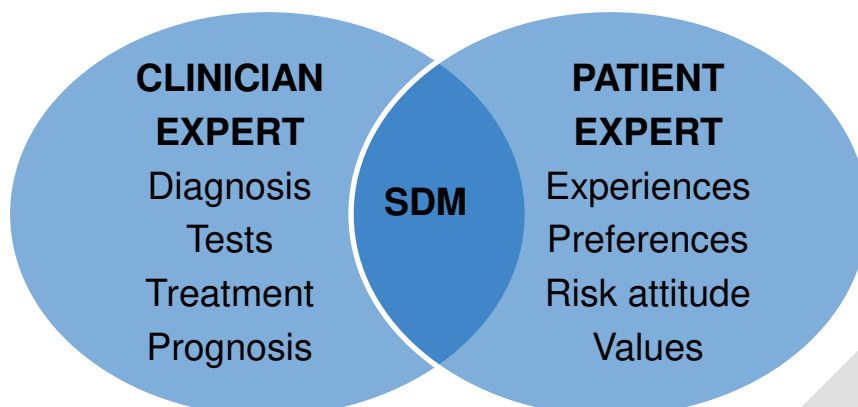 CLINICIAN
EXPERT
Diagnosis
Tests
Treatment
Prognosis
SDM
PATIENT
EXPERT
Experiences
Preferences
Risk attitude
Values